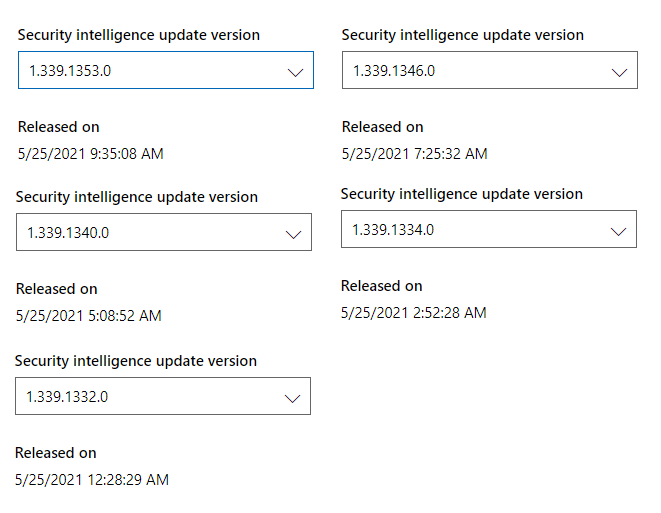 Security intelligence update version
1.339.1353.0
Released on
5/25/2021 9:35:08 AM
Security intelligence update version
1.339.1346.0
Released on
5/25/2021 7:25:32 AM
Security intelligence update version
1.339.1340.0
Released on
5/25/2021 5:08:52 AM
Security intelligence update version
1.339.1334.0
Released on
5/25/2021 2:52:28 AM
Security intelligence update version
1.339.1332.0
Released on
5/25/2021 12:28:29 AM